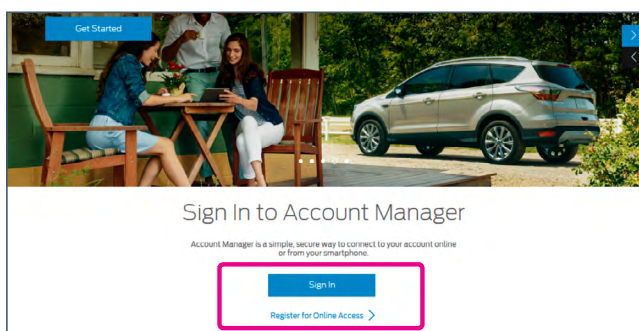 Get Started
Sign In to Account Manager
Account Manager is a simple, secure way to connect to your account online
or from your smartphone.
Sign In
Register for Online Access